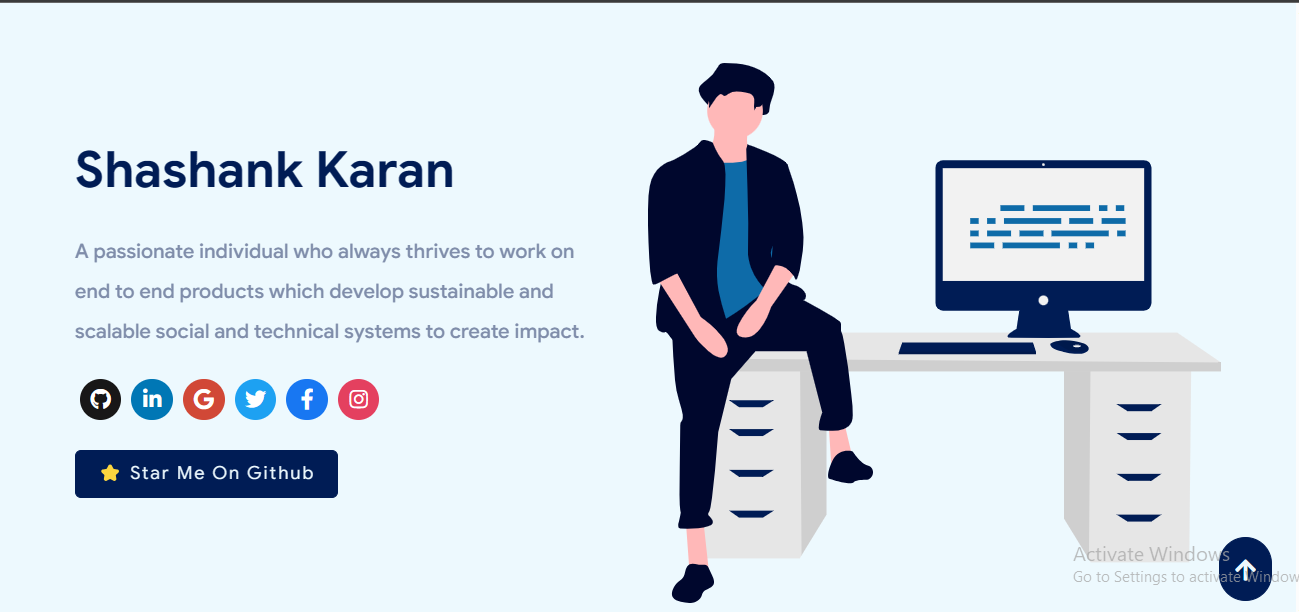 Shashank Karan
A passionate individual who always thrives to work on
end to end products which develop sustainable and
scalable social and technical systems to create impact.
in G f
Star Me On Github
Activate Windows
Go to Settings to activate Window